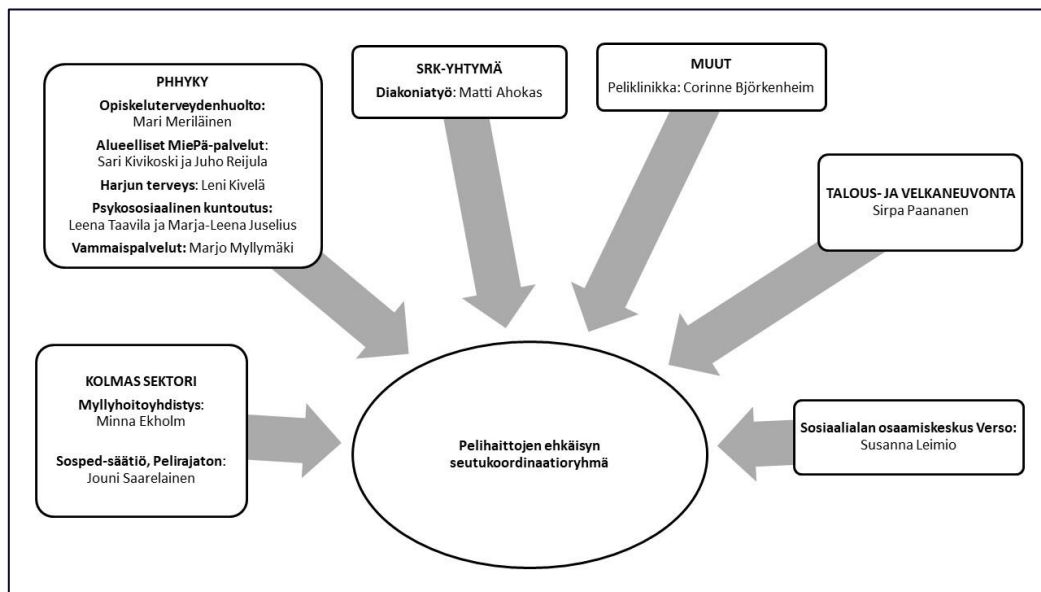 PHHYKY
Opiskeluterveydenhuolto:
Mari Meriläinen
Alueelliset MiePä-palvelut:
Sari Kivikoski ja Juho Reijula
Harjun terveys: Leni Kivelä
Psykososiaalinen kuntoutus:
Leena Taavila ja Marja-Leena Juselius
Vammaispalvelut: Marjo Myllymäki
SRK-YHTYMÄ
Diakoniatyö: Matti Ahokas
MUUT
Peliklinikka: Corinne Björkenheim
TALOUS- JA VELKANEUVONTA
Sirpa Paananen
KOLMAS SEKTORI
Myllyhoitoyhdistys:
Minna Ekholm
Sosped-säätiö, Pelirajaton:
Jouni Saarelainen
Pelihaittojen ehkäisyn
seutukoordinaatioryhmä
Sosiaalialan osaamiskeskus Verso:
Susanna Leimio